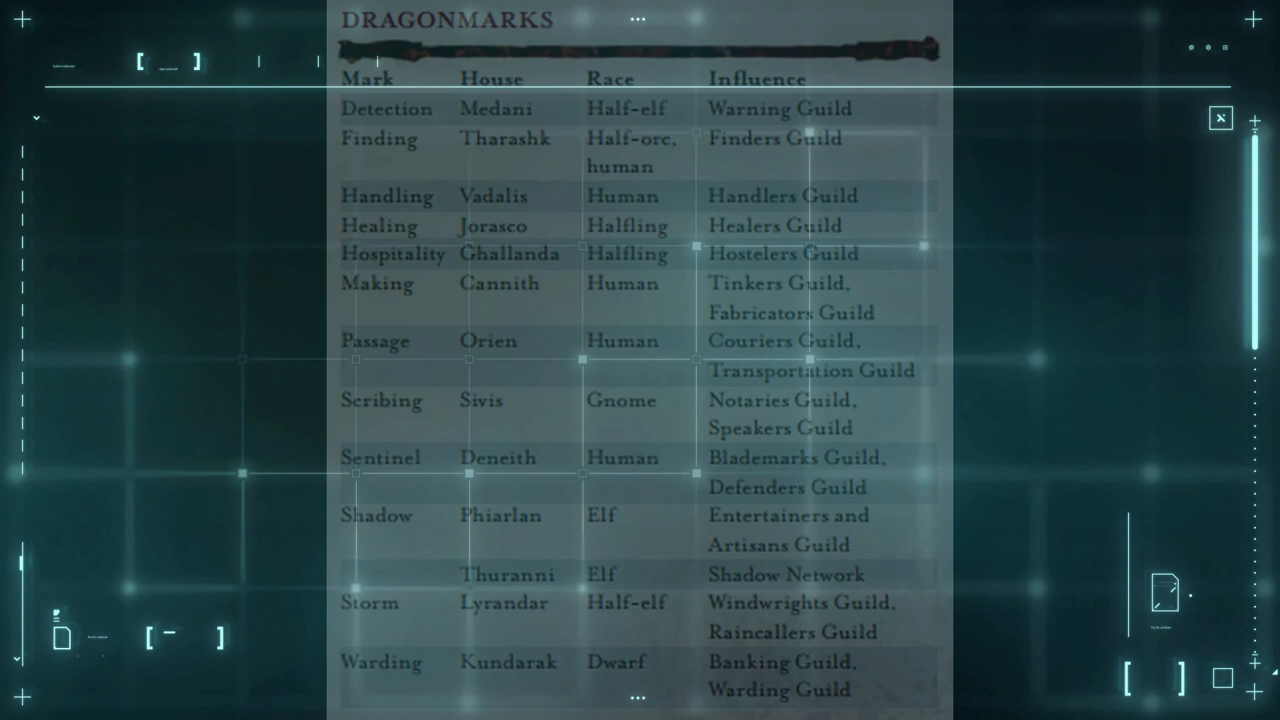 DRAGONMARKS
Mark House Race Influence
Detection Medani Half-elf Warning Guild
Finding Tharashk Half-orc, Finders Guild
human
Handling Vadalis Human Handlers Guild
Healing Jorasco Halfling Healers Guild
Hospitality Ghallanda Halfling Hostelers Guild
Making Cannith Human Tinkers Guild,
Fabricators Guild
Passage Orien Human Couriers Guild,
Transportation Guild
Scribing Sivis Gnome Notaries Guild,
Speakers Guild
Sentinel Deneith Human Blademarks Guild,
Defenders Guild
Shadow Phiarlan Elf Entertainers and
Artisans Guild
Thuranni Elf Shadow Network
Storm Lyrandar Half-elf Windwrights Guild,
Raincallers Guild
Warding Kundarak Dwarf Banking Guild,
Warding Guild